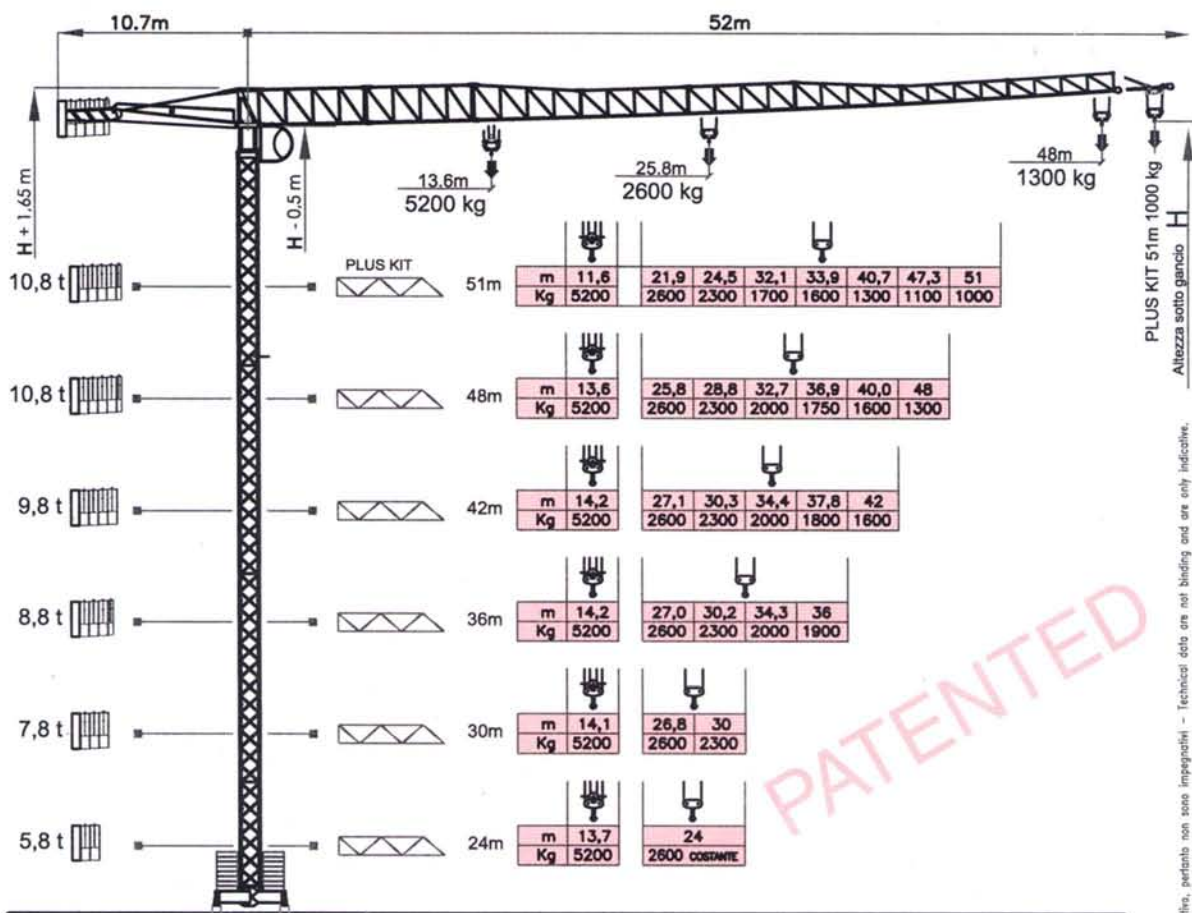 10.7m
52m
H + 1,65 m
H - 0,5 m
13.6m
5200 kg
25.8m
2600 kg
48m
1300 kg
PLUS KIT 51m 1000 kg
Altezza sotto gancio H
10,8 t
PLUS KIT
51m
m 11,6 21,9 24,5 32,1 33,9 40,7 47,3 51
Kg 5200 2600 2300 1700 1600 1300 1100 1000
10,8 t
48m
m 13,6 25,8 28,8 32,7 36,9 40,0 48
Kg 5200 2600 2300 2000 1750 1600 1300
9,8 t
42m
m 14,2 27,1 30,3 34,4 37,8 42
Kg 5200 2600 2300 2000 1800 1600
8,8 t
36m
m 14,2 27,0 30,2 34,3 36
Kg 5200 2600 2300 2000 1900
7,8 t
30m
m 14,1 26,8 30
Kg 5200 2600 2300
5,8 t
24m
m 13,7 24
Kg 5200 2600 COSTANTE
PATENTED
pertanto non sono impegnativi - Technical data are not binding and are only indicative.